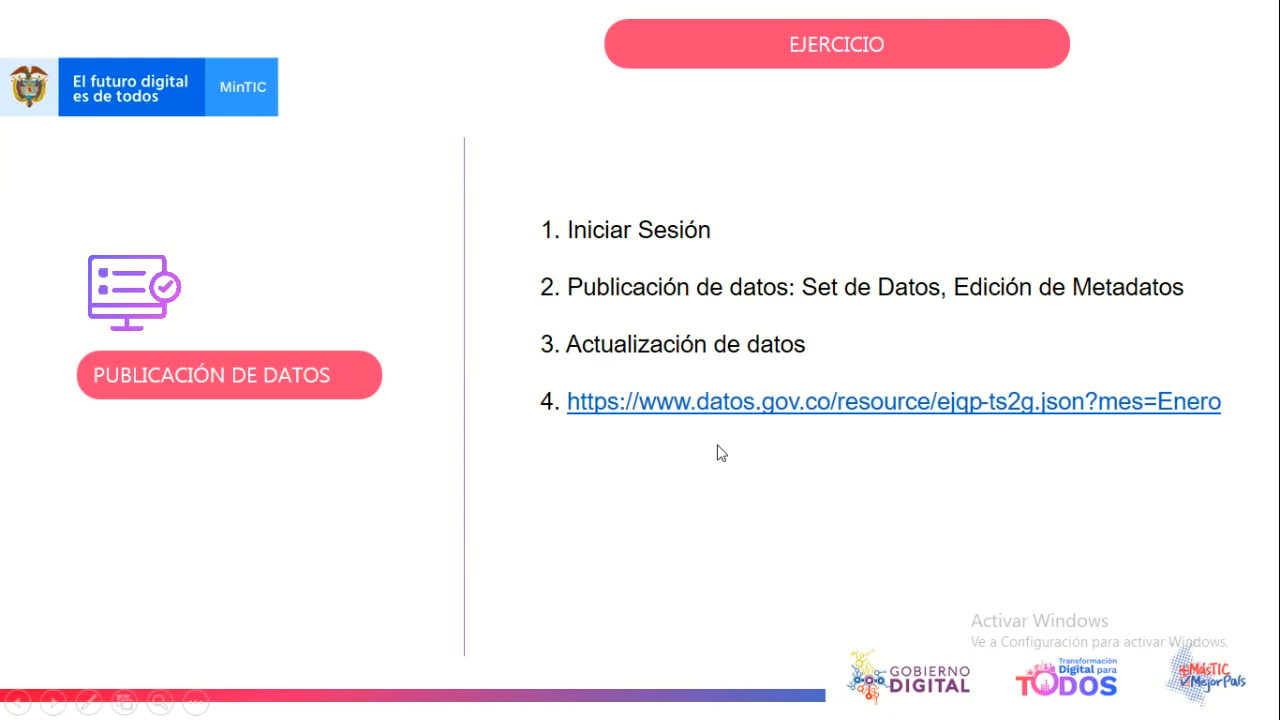 EJERCICIO
El futuro digital
es de todos
MinTIC
1. Iniciar Sesión
2. Publicación de datos: Set de Datos, Edición de Metadatos
3. Actualización de datos
4. https://www.datos.gov.co/resource/ejqp-ts2g.json?mes=Enero
PUBLICACIÓN DE DATOS
Activar Windows
Ve a Configuración para activar Windows.
GOBIERNO
DIGITAL
Transformación
Digital para
TODOS
+MásTIC
✓MejorPaís